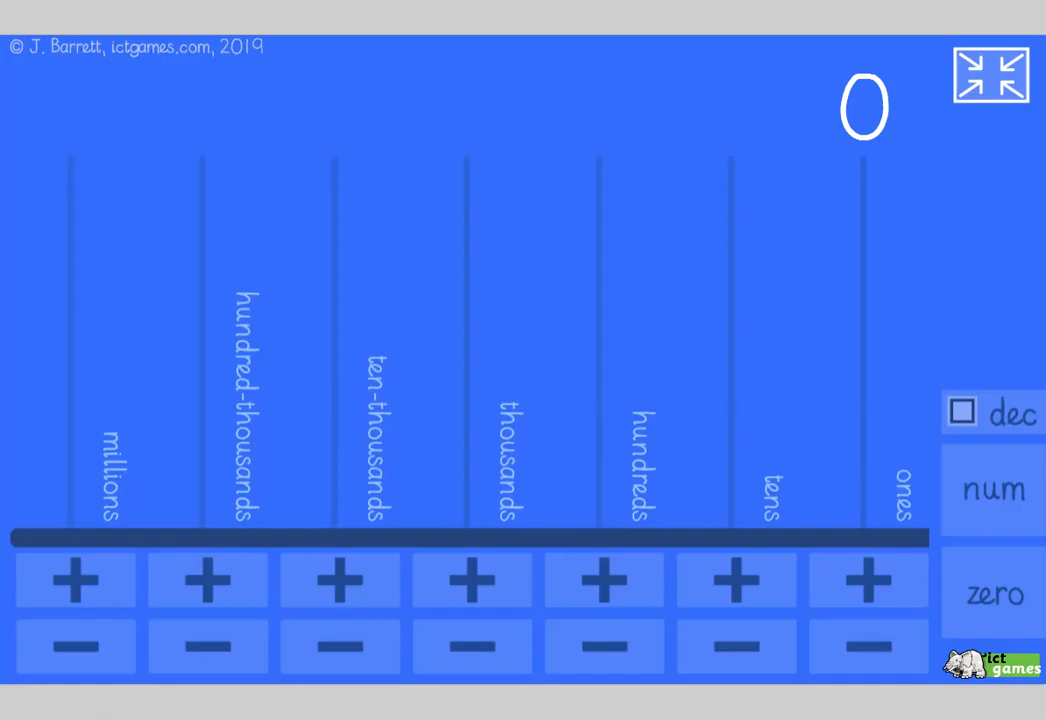 © J. Barrett, ictgames.com, 2019
0
millions
hundred-thousands
ten-thousands
thousands
hundreds
tens
ones
dec
num
zero
+ + + + + + +
− − − − − − −
ict
games